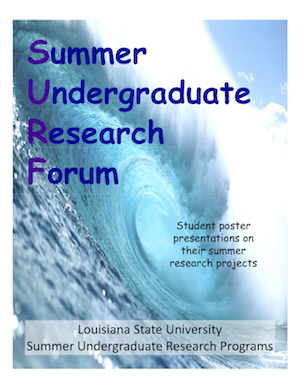 Summer
Undergraduate
Research
Forum
Student poster
presentations on
their summer
research projects
Louisiana State University
Summer Undergraduate Research Programs